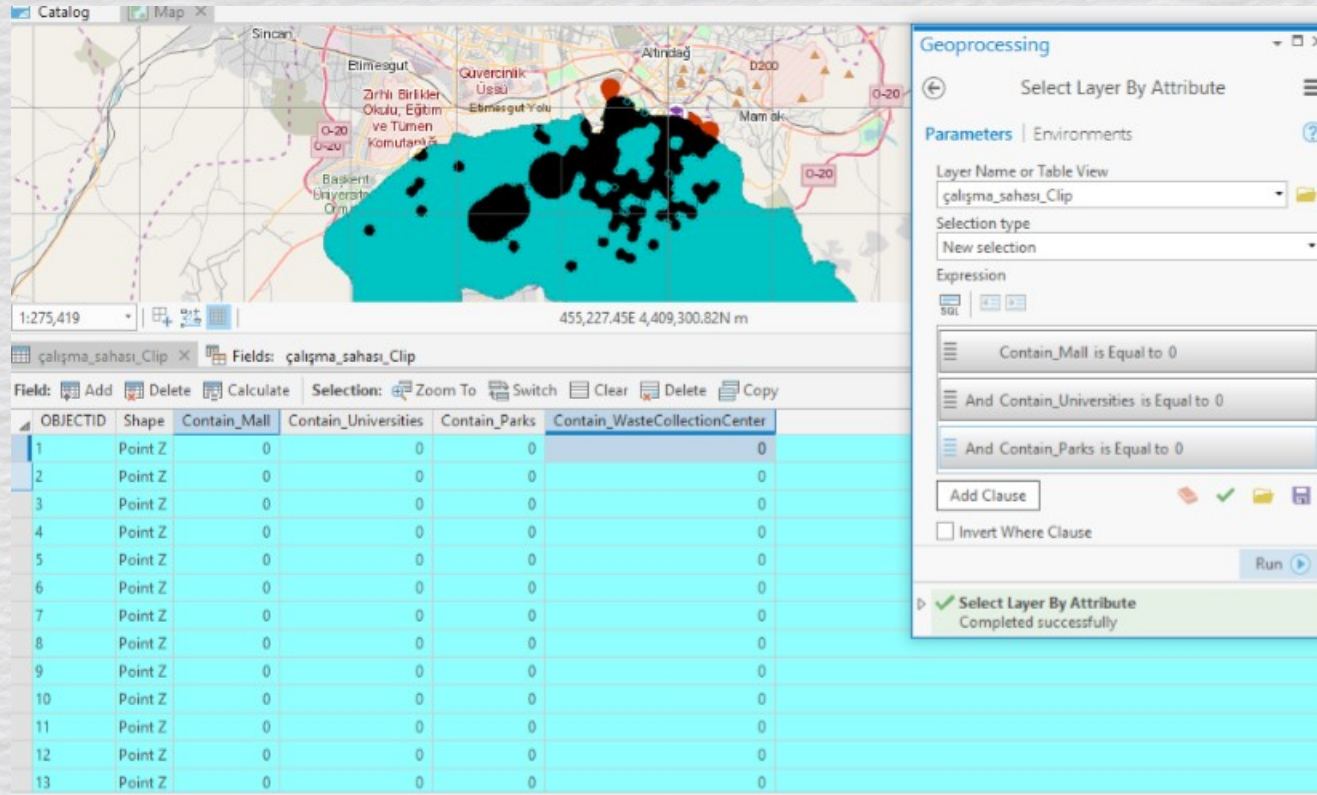 Catalog
Map
Sincan
Etimesgut
Altındağ
D200
Güvercinlik
Üssü
Etimesgut Yolu
Zırhlı Birlikler
Okulu, Eğitim
ve Tümen
Mamak
O-20
O-20
O-20
O-20
Başkent
1:275,419
455,227.45E 4,409,300.82N m
çalışma_sahası_Clip
Fields: çalışma_sahası_Clip
Field: Add Delete Calculate Selection: Zoom To Switch Clear Delete Copy
OBJECTID Shape Contain_Mall Contain_Universities Contain_Parks Contain_WasteCollectionCenter
1 Point Z 0 0 0 0
2 Point Z 0 0 0 0
3 Point Z 0 0 0 0
4 Point Z 0 0 0 0
5 Point Z 0 0 0 0
6 Point Z 0 0 0 0
7 Point Z 0 0 0 0
8 Point Z 0 0 0 0
9 Point Z 0 0 0 0
10 Point Z 0 0 0 0
11 Point Z 0 0 0 0
12 Point Z 0 0 0 0
13 Point Z 0 0 0 0
Geoprocessing
Select Layer By Attribute
Parameters | Environments
Layer Name or Table View
çalışma_sahası_Clip
Selection type
New selection
Expression
SQL
Contain_Mall is Equal to 0
And Contain_Universities is Equal to 0
And Contain_Parks is Equal to 0
Add Clause
Invert Where Clause
Run
Select Layer By Attribute
Completed successfully